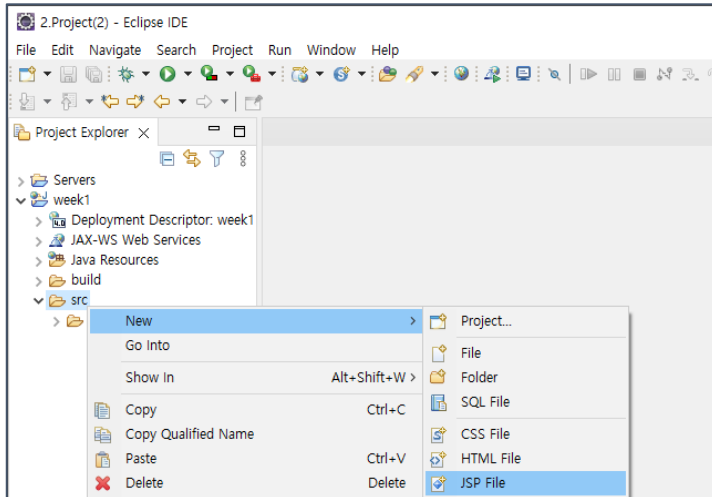 2.Project(2) - Eclipse IDE
File Edit Navigate Search Project Run Window Help
Project Explorer
Servers
week1
Deployment Descriptor: week1
JAX-WS Web Services
Java Resources
build
src
New
Go Into
Show In Alt+Shift+W >
Copy Ctrl+C
Copy Qualified Name
Paste Ctrl+V
Delete Delete
Project...
File
Folder
SQL File
CSS File
HTML File
JSP File